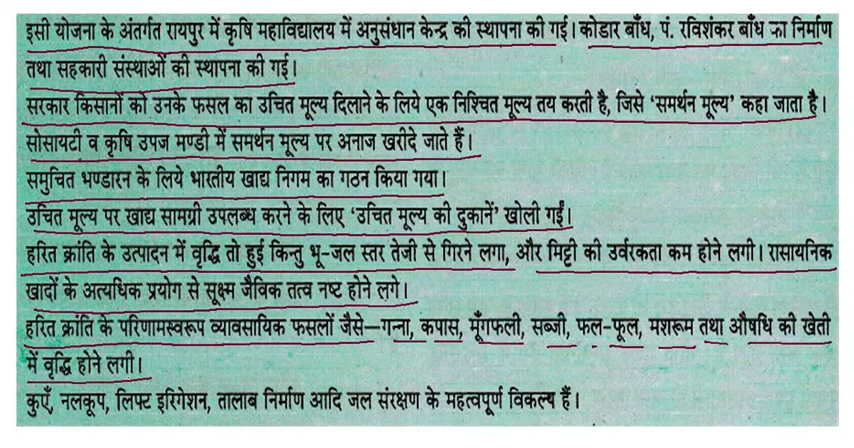 इसी योजना के अंतर्गत रायपुर में कृषि महाविद्यालय में अनुसंधान केन्द्र की स्थापना की गई। कोडार बाँध, पं. रविशंकर बाँध का निर्माण
तथा सहकारी संस्थाओं की स्थापना की गई।
सरकार किसानों को उनके फसल का उचित मूल्य दिलाने के लिये एक निश्चित मूल्य तय करती है, जिसे ‘समर्थन मूल्य’ कहा जाता है।
सोसायटी व कृषि उपज मण्डी में समर्थन मूल्य पर अनाज खरीदे जाते हैं।
समुचित भण्डारन के लिये भारतीय खाद्य निगम का गठन किया गया।
उचित मूल्य पर खाद्य सामग्री उपलब्ध करने के लिए ‘उचित मूल्य की दुकानें’ खोली गईं।
हरित क्रांति के उत्पादन में वृद्धि तो हुई किन्तु भू-जल स्तर तेजी से गिरने लगा, और मिट्टी की उर्वरकता कम होने लगी। रासायनिक
खादों के अत्यधिक प्रयोग से सूक्ष्म जैविक तत्व नष्ट होने लगे।
हरित क्रांति के परिणामस्वरूप व्यावसायिक फसलों जैसे—गन्ना, कपास, मूँगफली, सब्जी, फल-फूल, मशरूम तथा औषधि की खेती
में वृद्धि होने लगी।
कुएँ, नलकूप, लिफ्ट इरिगेशन, तालाब निर्माण आदि जल संरक्षण के महत्वपूर्ण विकल्प हैं।